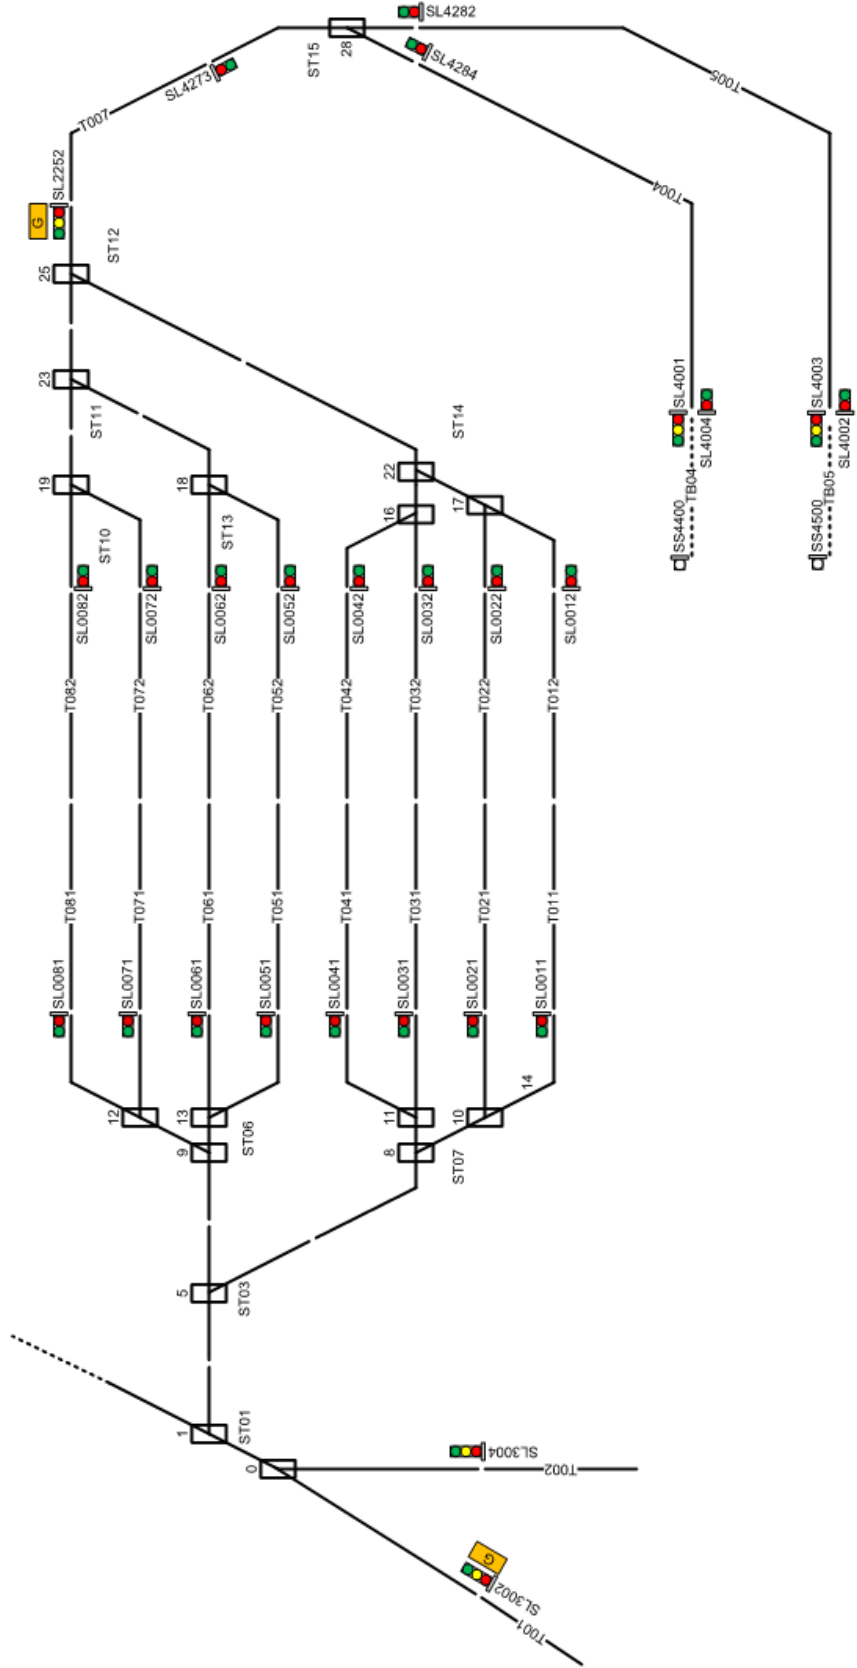 SL4282
28
ST15
SL4284
SL4273
T005
T007
SL2252
G
T004
25
ST12
23
ST11
SL4001
SL4003
ST14
19
18
22
16
17
SL4004
SL4002
TB04
TB05
SS4400
SS4500
ST10
ST13
SL0082
SL0072
SL0062
SL0052
SL0042
SL0032
SL0022
SL0012
T082
T072
T062
T052
T042
T032
T022
T012
T081
T071
T061
T051
T041
T031
T021
T011
SL0081
SL0071
SL0061
SL0051
SL0041
SL0031
SL0021
SL0011
12
13
11
10
14
9
ST06
8
ST07
5
ST03
1
ST01
0
SL3004
T002
G
SL3002
T001